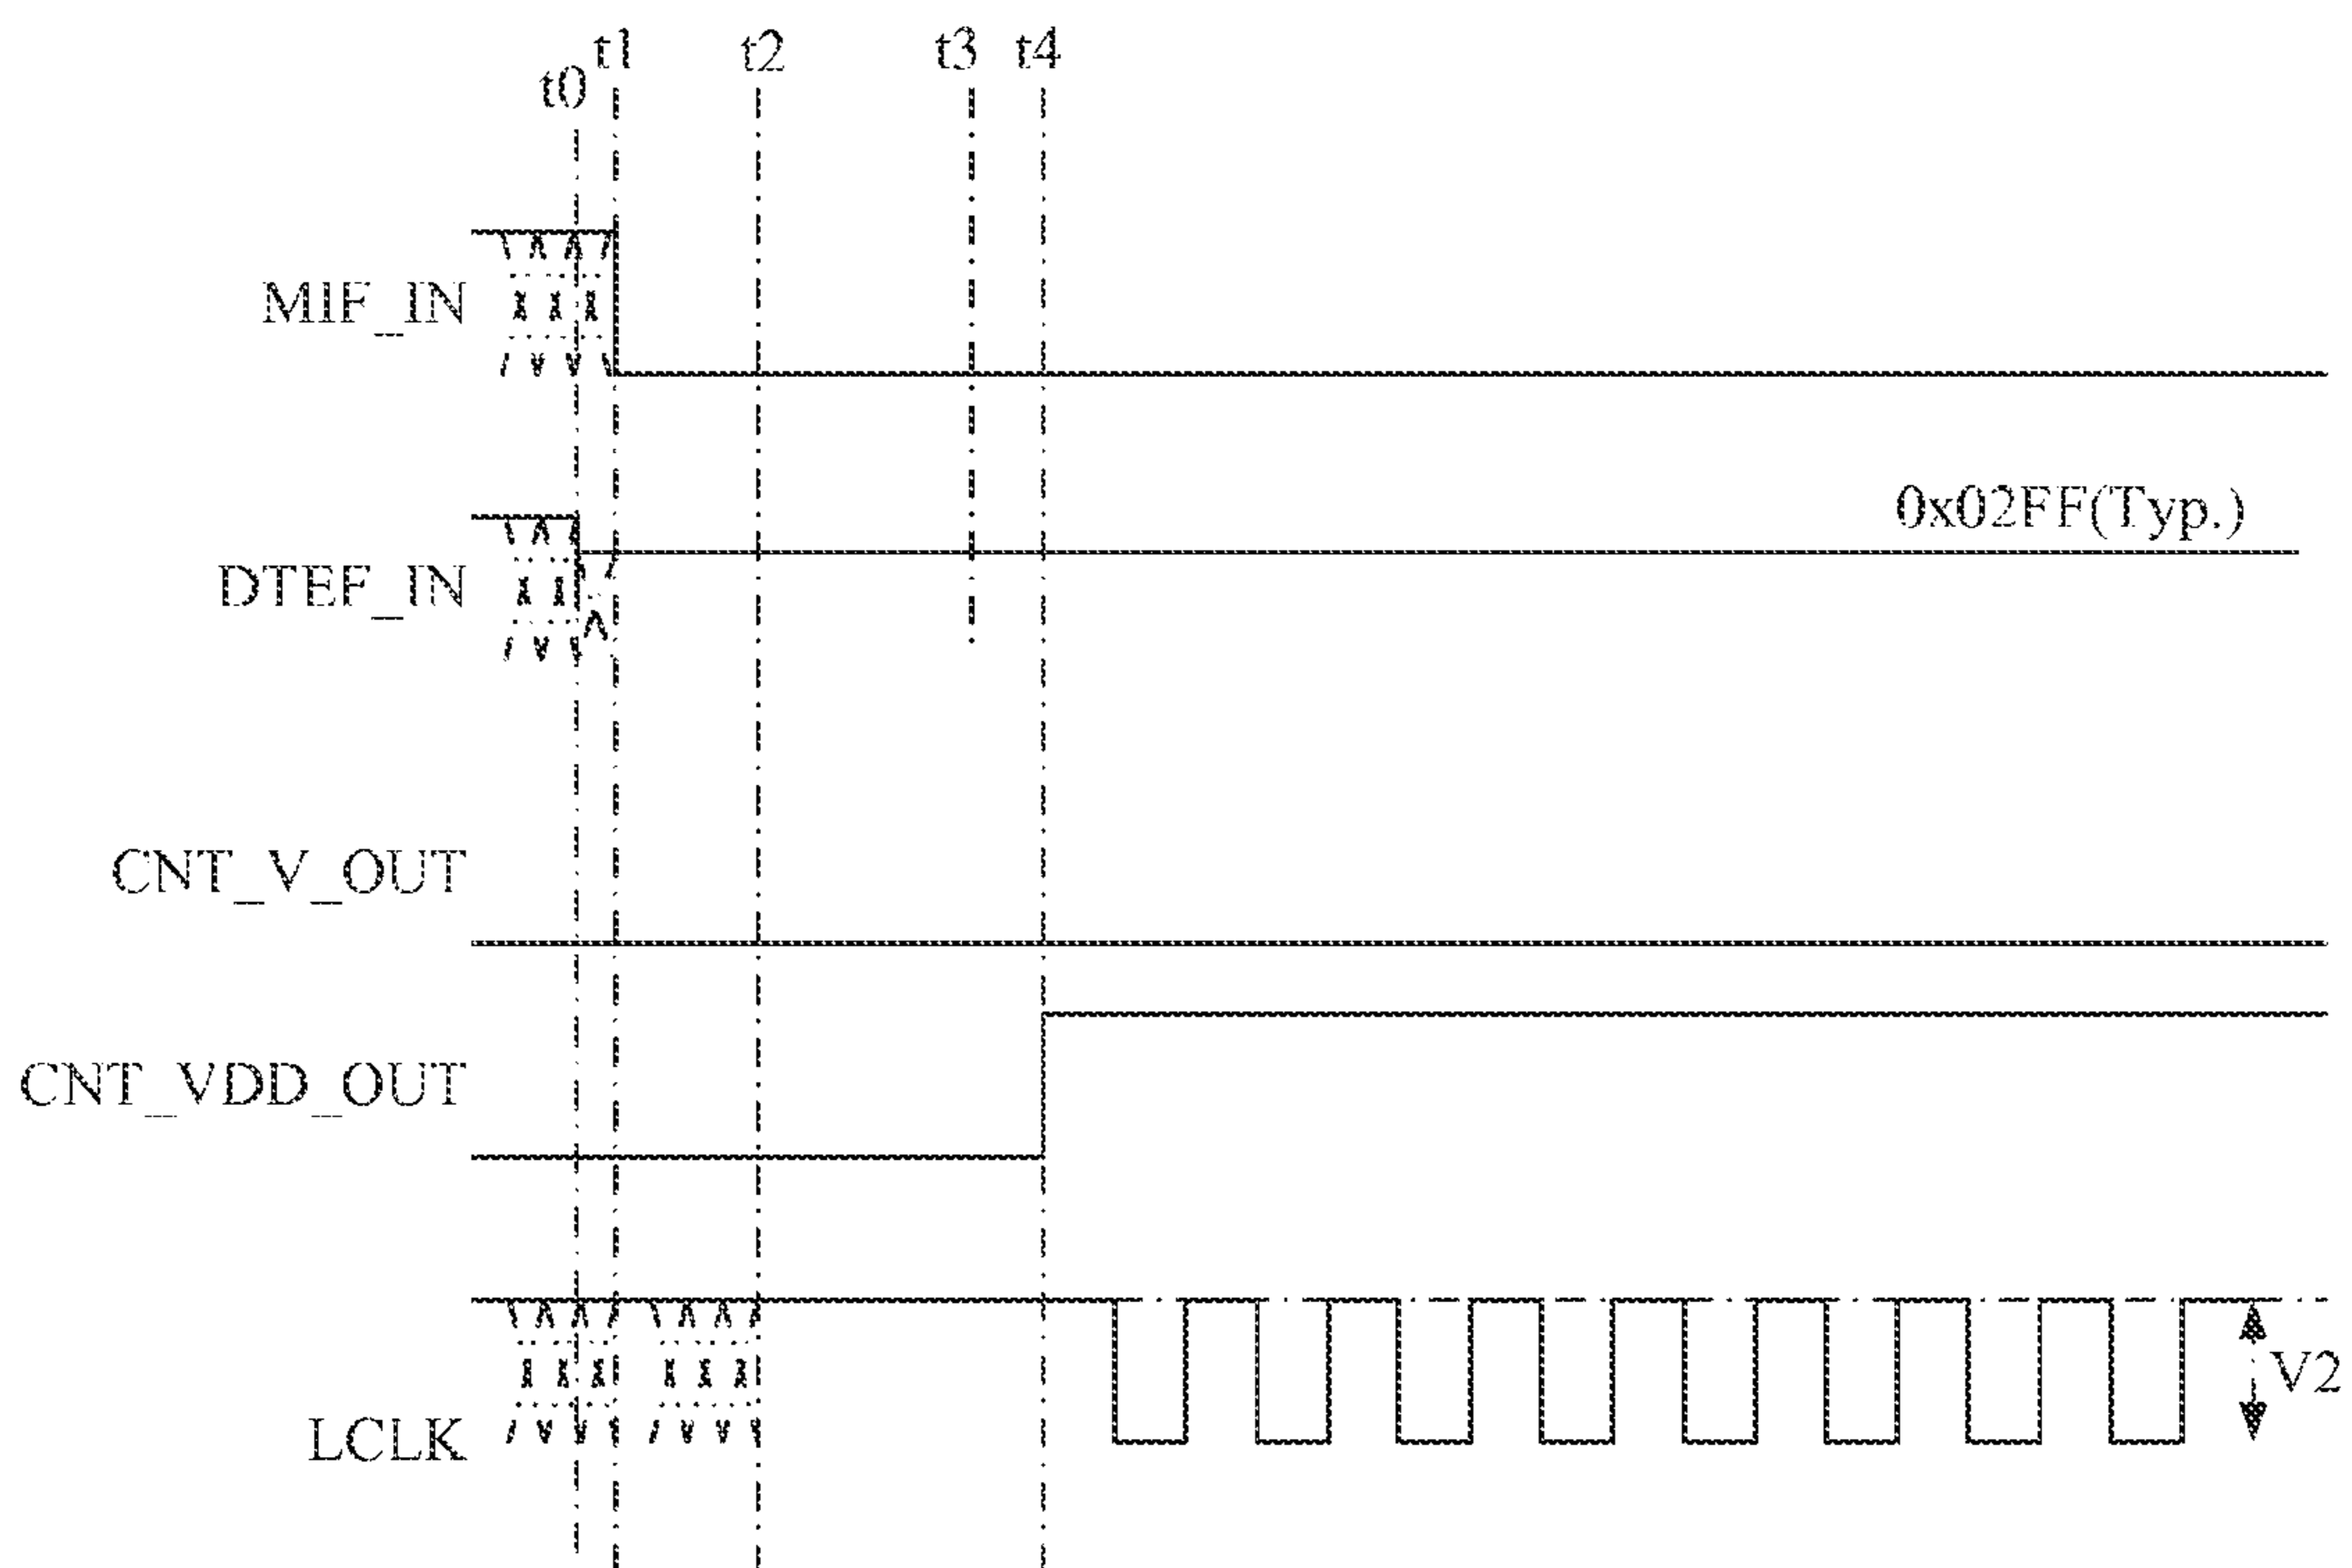 t0 t1 t2 t3 t4
MIF_IN
0x02FF(Typ.)
DTEF_IN
CNT_V_OUT
CNT_VDD_OUT
V2
LCLK